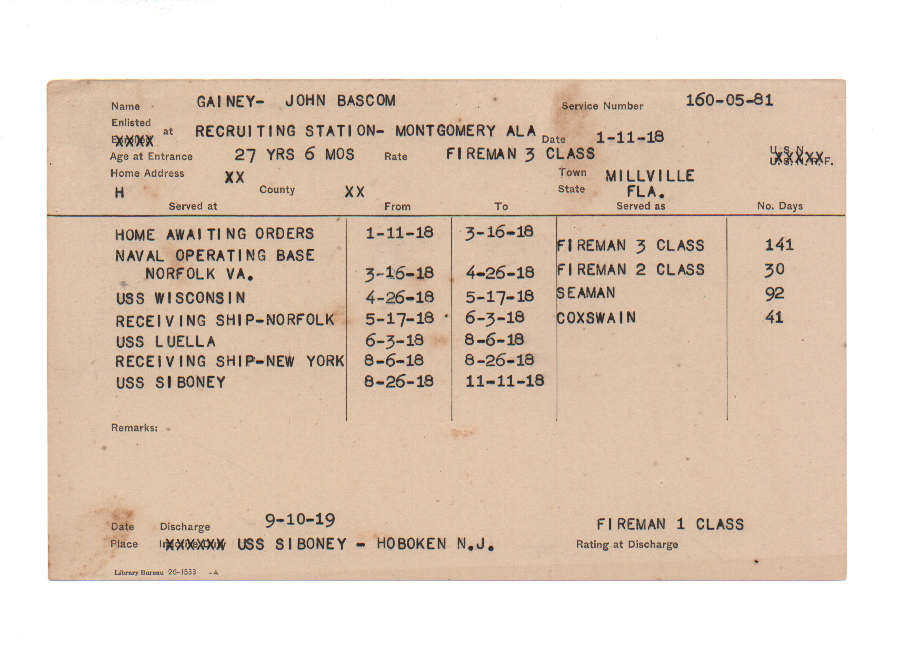 Name GAINEY- JOHN BASCOM Service Number 160-05-81
Enlisted
XXXX at RECRUITING STATION- MONTGOMERY ALA Date 1-11-18
Age at Entrance 27 YRS 6 MOS Rate FIREMAN 3 CLASS U.S.N.
Home Address XX Town MILLVILLE
H County XX State FLA.
Served at From To Served as No. Days
HOME AWAITING ORDERS 1-11-18 3-16-18
FIREMAN 3 CLASS 141
NAVAL OPERATING BASE
NORFOLK VA. 3-16-18 4-26-18 FIREMAN 2 CLASS 30
USS WISCONSIN 4-26-18 5-17-18 SEAMAN 92
RECEIVING SHIP-NORFOLK 5-17-18 6-3-18 COXSWAIN 41
USS LUELLA 6-3-18 8-6-18
RECEIVING SHIP-NEW YORK 8-6-18 8-26-18
USS SIBONEY 8-26-18 11-11-18
Remarks:
Date Discharge 9-10-19 FIREMAN 1 CLASS
Place USS SIBONEY - HOBOKEN N.J. Rating at Discharge
Library Bureau 26-1533 -A